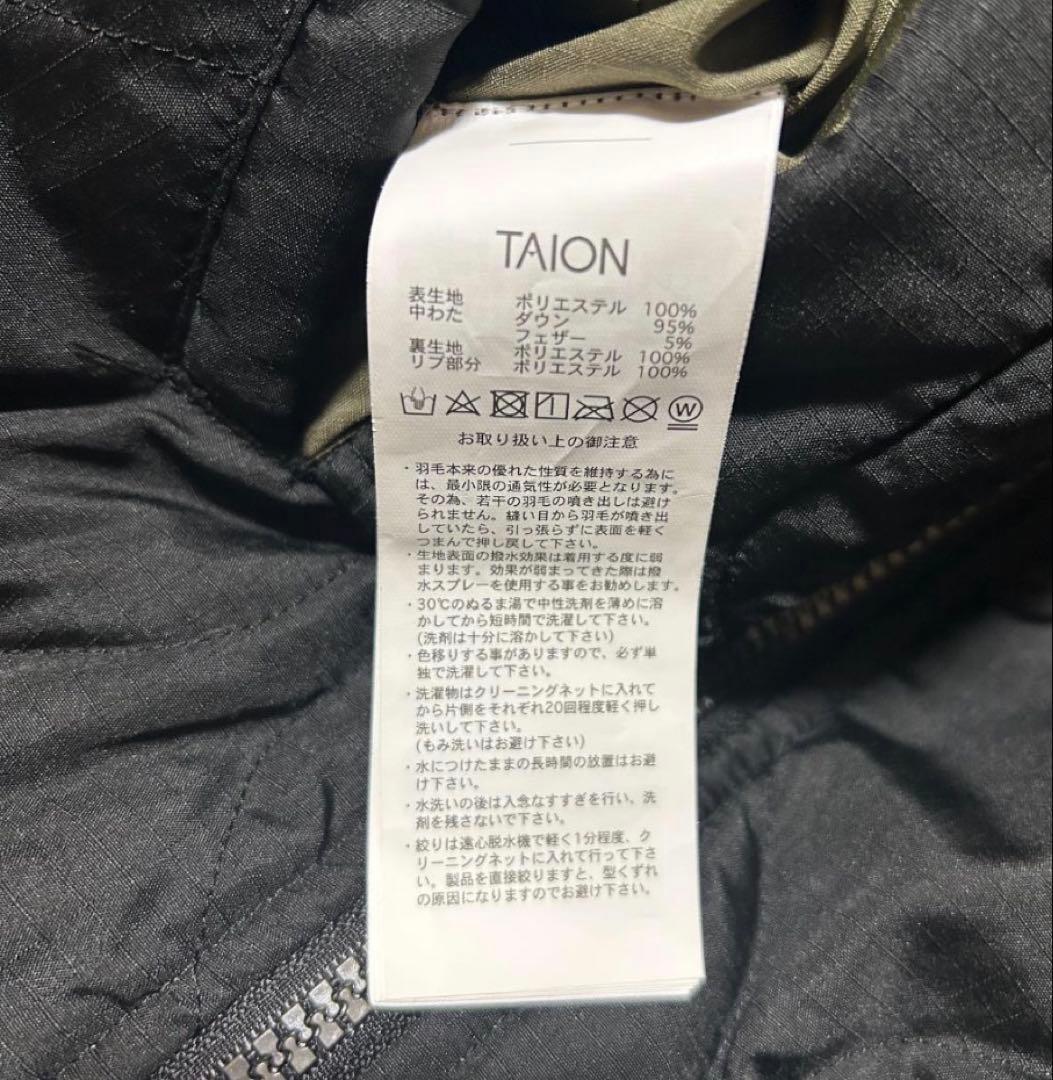 TAION
表生地 ポリエステル 100%
中わた ダウン 95%
フェザー 5%
裏生地 ポリエステル 100%
リブ部分 ポリエステル 100%
W
お取り扱い上の御注意
・羽毛本来の優れた性質を維持する為に
は、最小限の通気性が必要となります。
その為、若干の羽毛の噴き出しは避け
られません。縫い目から羽毛が噴き出
していたら、引っ張らずに表面を軽く
つまんで押し戻して下さい。
・生地表面の撥水効果は着用する度に弱
まります。効果が弱まってきた際は撥
水スプレーを使用する事をお勧めします。
・30℃のぬるま湯で中性洗剤を薄めに溶
かしてから短時間で洗濯して下さい。
(洗剤は十分に溶かして下さい)
・色移りする事がありますので、必ず単
独で洗濯して下さい。
・洗濯物はクリーニングネットに入れて
から片側をそれぞれ20回程度軽く押し
洗いして下さい。
(もみ洗いはお避け下さい)
・水につけたままの長時間の放置はお避
け下さい。
・水洗いの後は入念なすすぎを行い、洗
剤を残さないで下さい。
・絞りは遠心脱水機で軽く1分程度、ク
リーニングネットに入れて行って下さ
い。製品を直接絞りますと、型くずれ
の原因になりますのでお避け下さい。